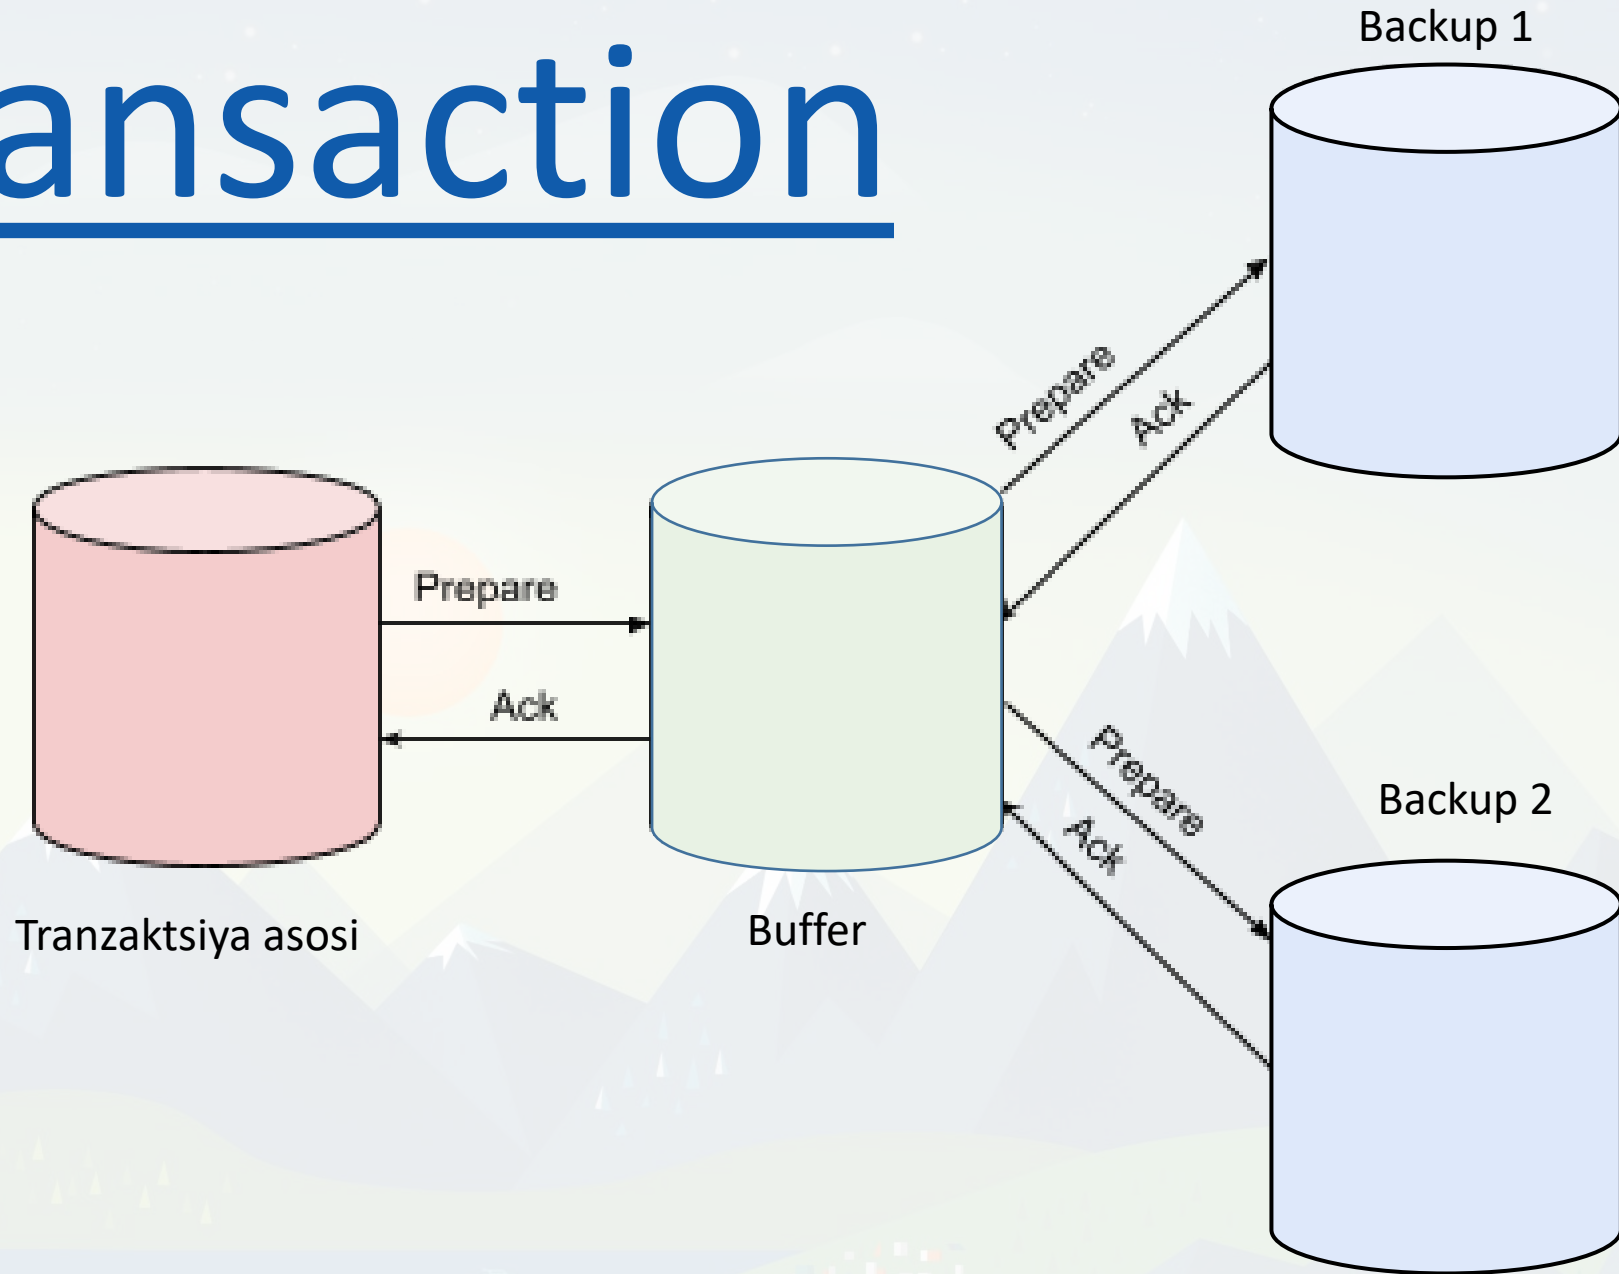 ansaction
Backup 1
Prepare
Ack
Prepare
Ack
Prepare
Ack
Backup 2
Tranzaktsiya asosi
Buffer